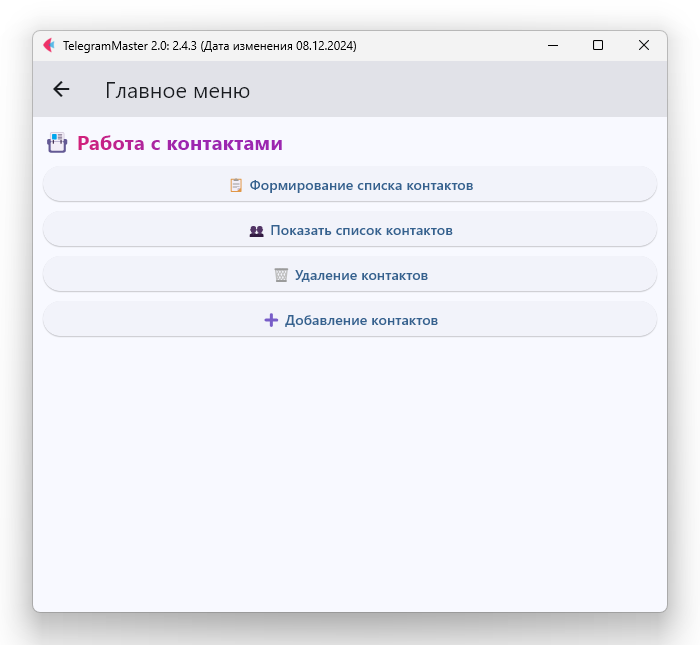 TelegramMaster 2.0: 2.4.3 (Дата изменения 08.12.2024)
Главное меню
Работа с контактами
Формирование списка контактов
Показать список контактов
Удаление контактов
Добавление контактов